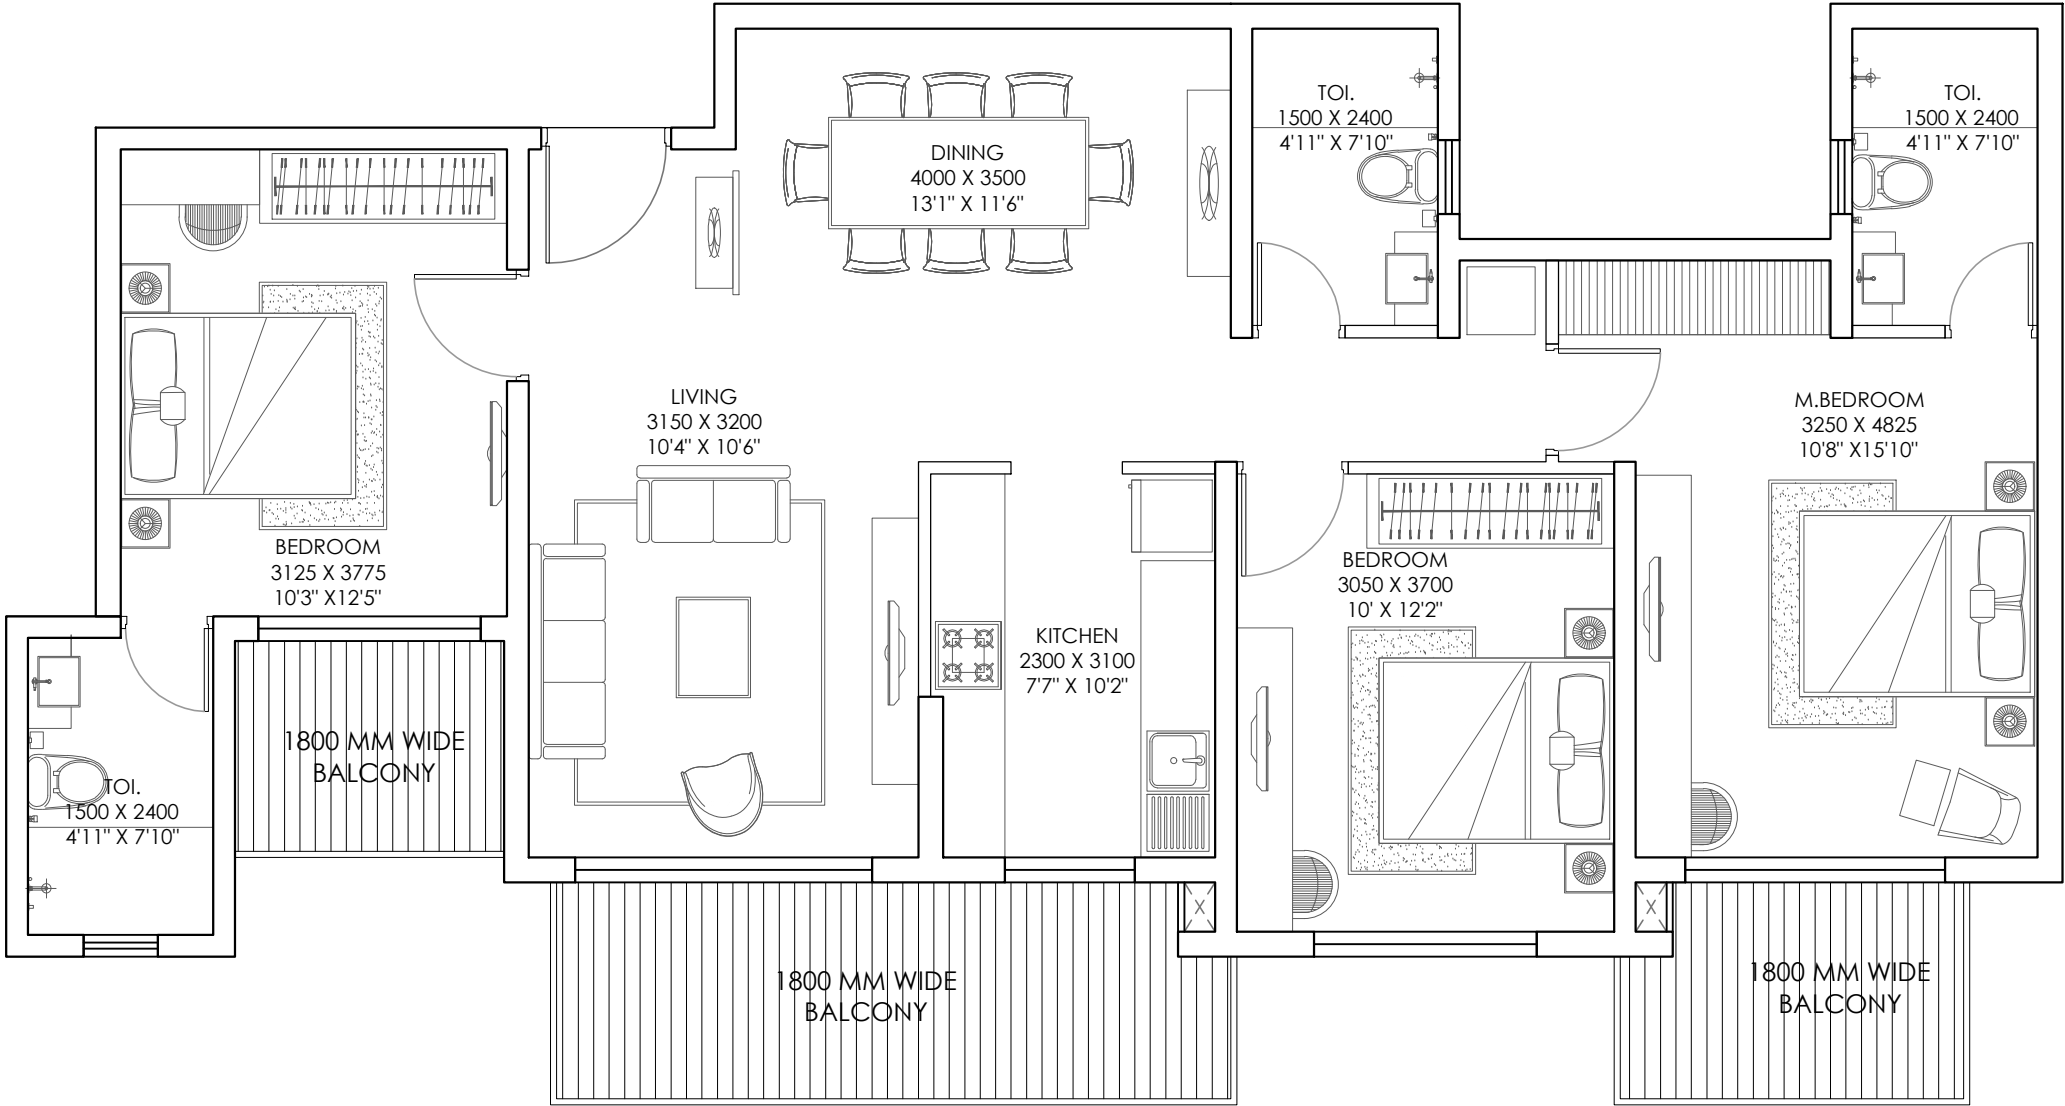 TOI.
1500 X 2400
4'11" X 7'10"
TOI.
1500 X 2400
4'11" X 7'10"
DINING
4000 X 3500
13'1" X 11'6"
LIVING
3150 X 3200
10'4" X 10'6"
M.BEDROOM
3250 X 4825
10'8" X15'10"
BEDROOM
3125 X 3775
10'3" X12'5"
BEDROOM
3050 X 3700
10' X 12'2"
KITCHEN
2300 X 3100
7'7" X 10'2"
1800 MM WIDE
BALCONY
TOI.
1500 X 2400
4'11" X 7'10"
1800 MM WIDE
BALCONY
1800 MM WIDE
BALCONY